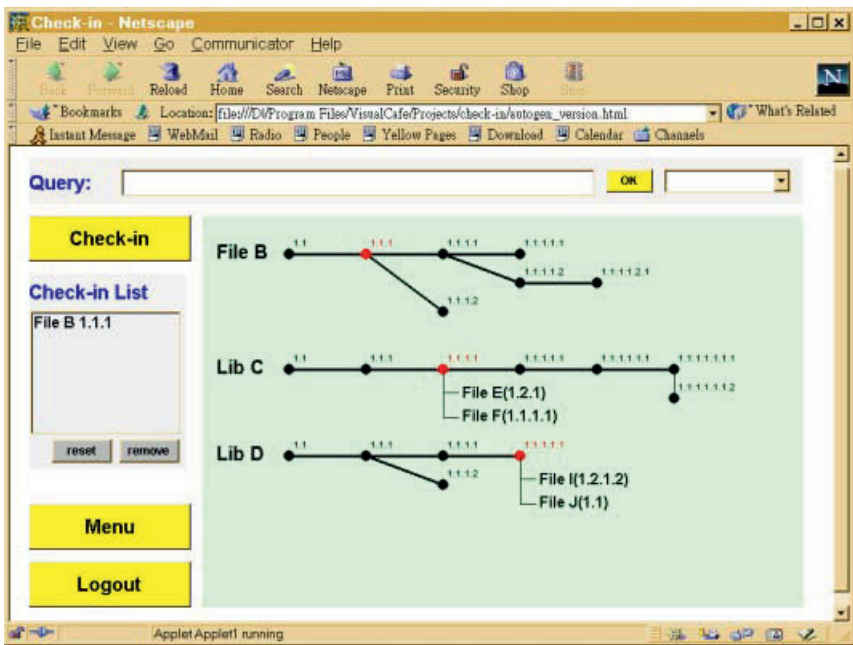 Check-in - Netscape
File Edit View Go Communicator Help
Back Forward Reload Home Search Netscape Print Security Shop Stop
Bookmarks Location: file:///D|/Program Files/VisualCafe/Projects/check-in/autogen_version.html What's Related
Instant Message WebMail Radio People Yellow Pages Download Calendar Channels
Query: OK
Check-in
Check-in List
File B 1.1.1
reset remove
Menu
Logout
File B 1.1 1.1.1 1.1.1.1 1.1.1.1.1
1.1.1.1.2 1.1.1.1.2.1
1.1.1.2
Lib C 1.1 1.1.1 1.1.1.1 1.1.1.1.1 1.1.1.1.1.1 1.1.1.1.1.1.1
1.1.1.1.1.1.2
File E(1.2.1)
File F(1.1.1.1)
Lib D 1.1 1.1.1 1.1.1.1 1.1.1.1.1
1.1.1.2
File I(1.2.1.2)
File J(1.1)
Applet Applet1 running